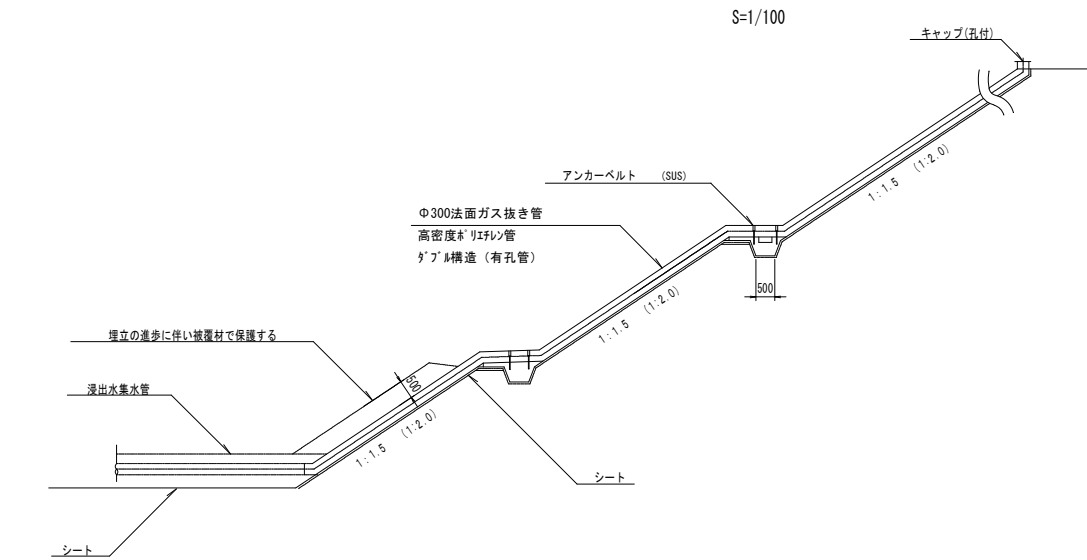 S=1/100
キャップ(孔付)
1:1.5 (1:2.0)
アンカーベルト (SUS)
Φ300法面ガス抜き管
高密度ポリエチレン管
ダブル構造（有孔管）
500
1:1.5 (1:2.0)
埋立の進歩に伴い被覆材で保護する
500
浸出水集水管
1:1.5 (1:2.0)
シート
シート